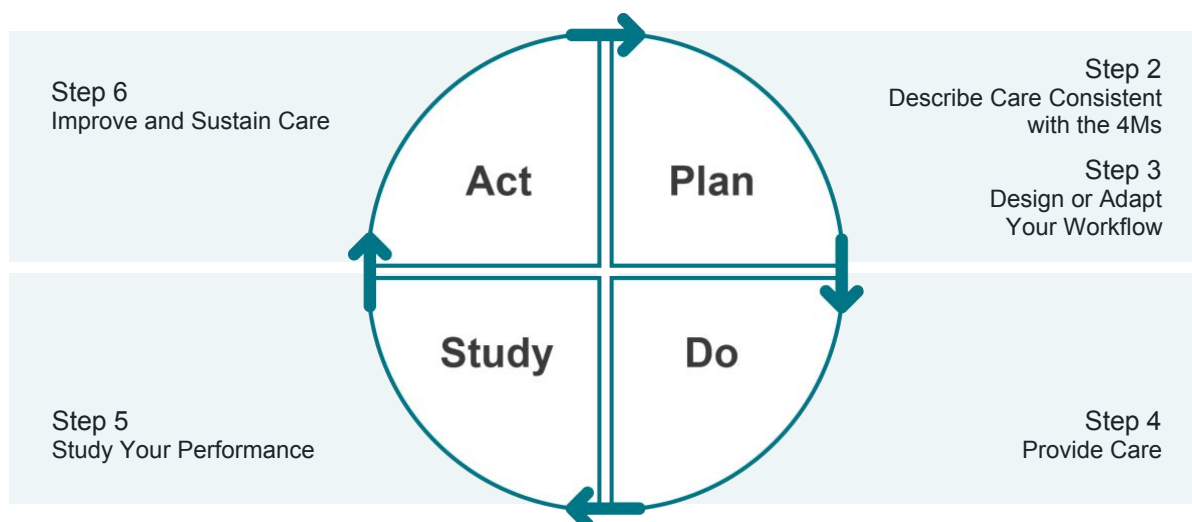 Step 6
Improve and Sustain Care
Act
Plan
Step 2
Describe Care Consistent
with the 4Ms
Step 3
Design or Adapt
Your Workflow
Step 5
Study Your Performance
Study
Do
Step 4
Provide Care